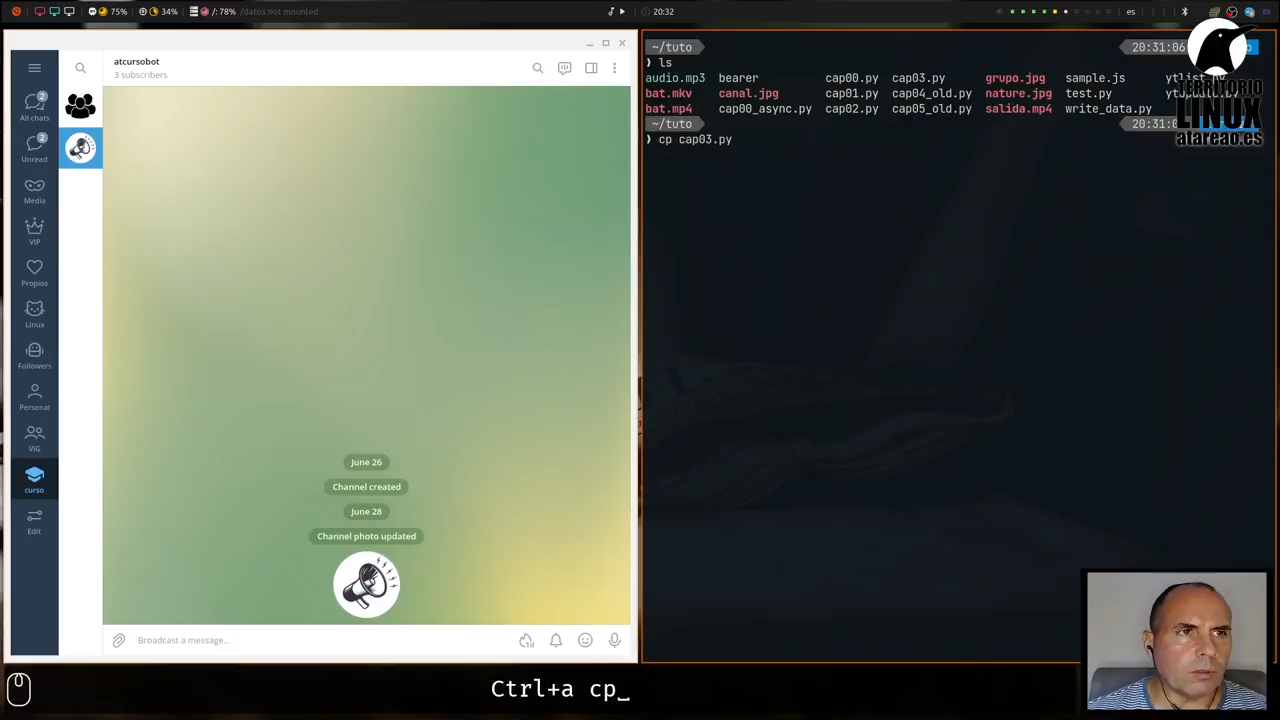 75% 34% /: 78% /datos not mounted
20:32
es
ES
atcursobot
3 subscribers
2
All chats
2
Unread
Media
VIP
Propios
Linux
Followers
Personal
VIG
curso
Edit
June 26
Channel created
June 28
Channel photo updated
Broadcast a message...
1d
~/tuto 20:31:06
❯ ls
audio.mp3 bearer cap00.py cap03.py grupo.jpg sample.js
bat.mkv canal.jpg cap01.py cap04_old.py nature.jpg test.py
bat.mp4 cap00_async.py cap02.py cap05_old.py salida.mp4 write_data.py
~/tuto
❯ cp cap03.py
TERRITORIO
LINUX
atareao.es
Ctrl+a cp_